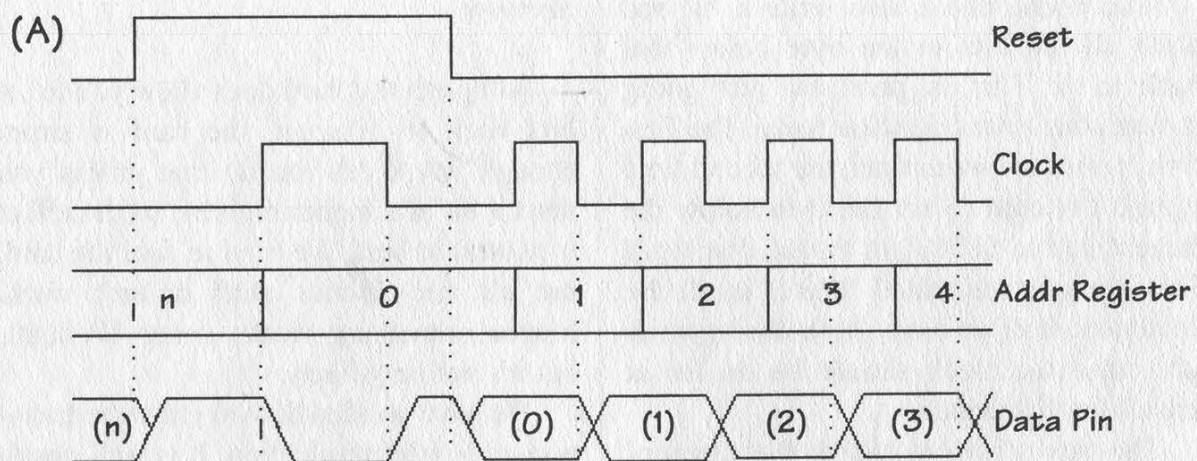 (A)
Reset
Clock
n 0 1 2 3 4 Addr Register
(n) (0) (1) (2) (3) Data Pin